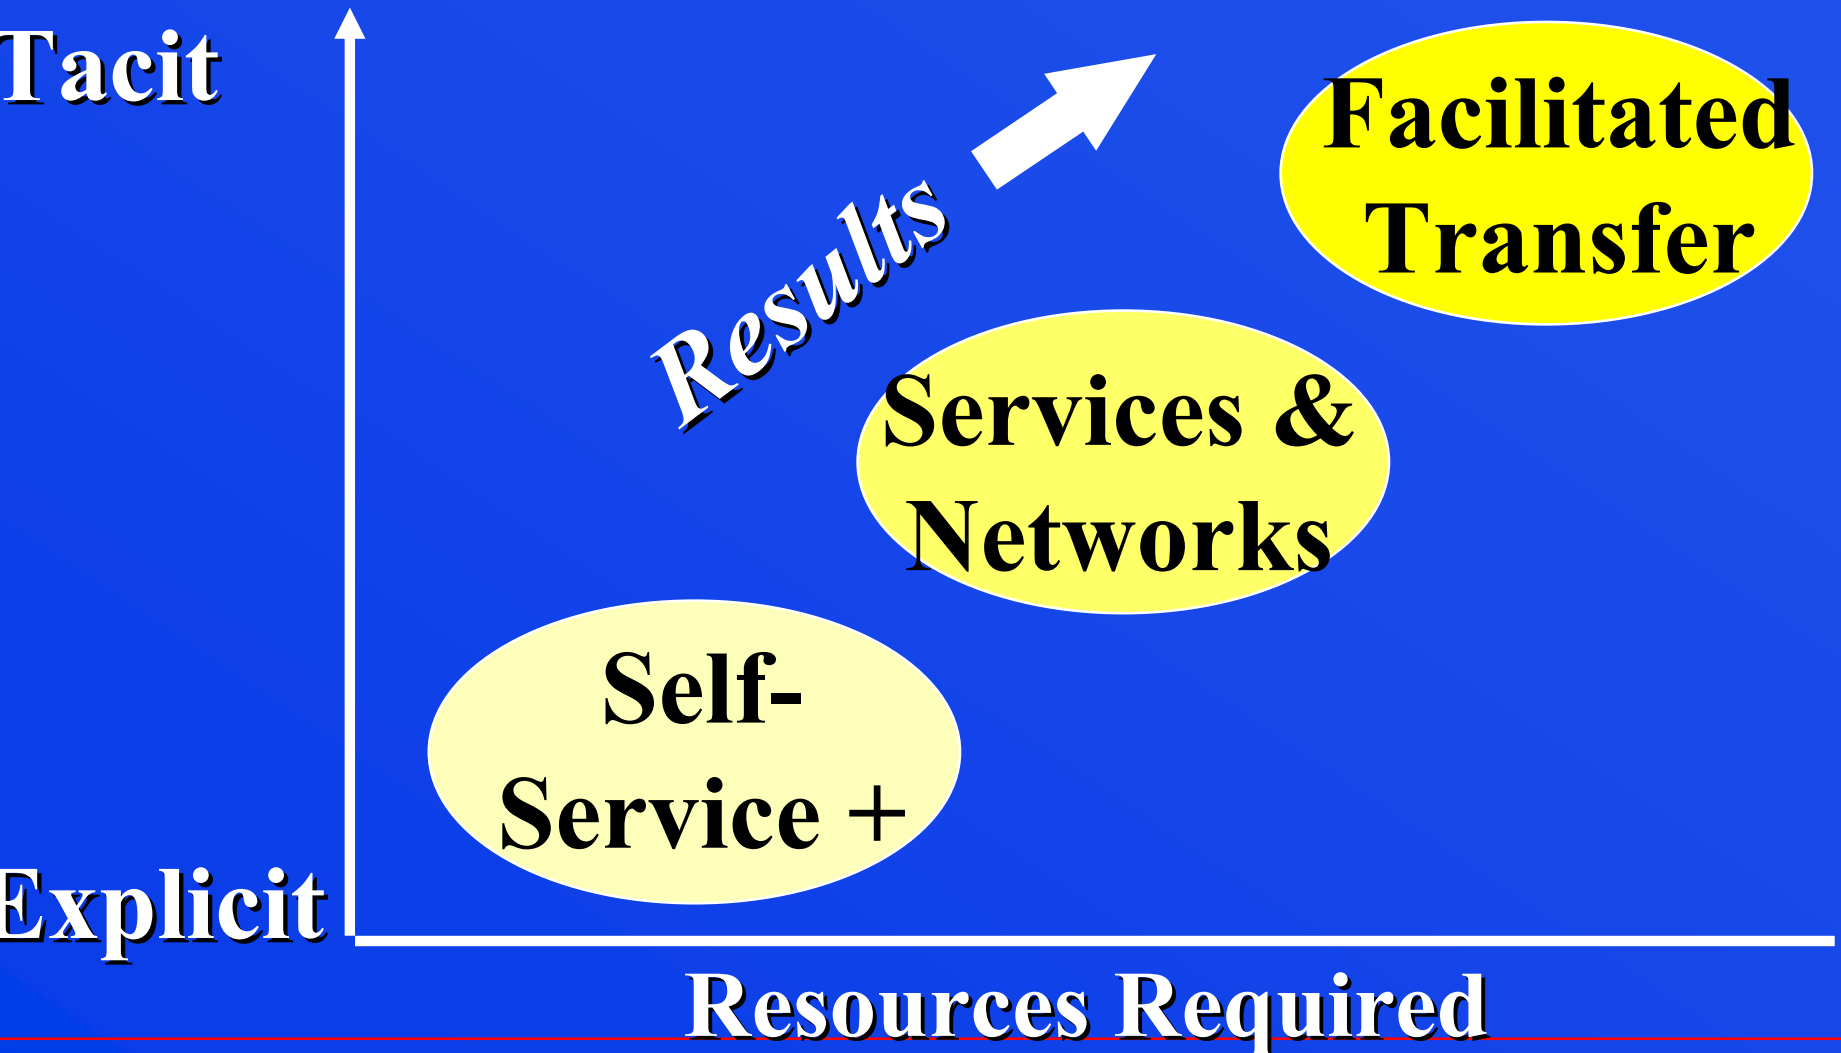 Tacit
Facilitated
Transfer
Results
Services &
Networks
Self-
Service +
Explicit
Resources Required